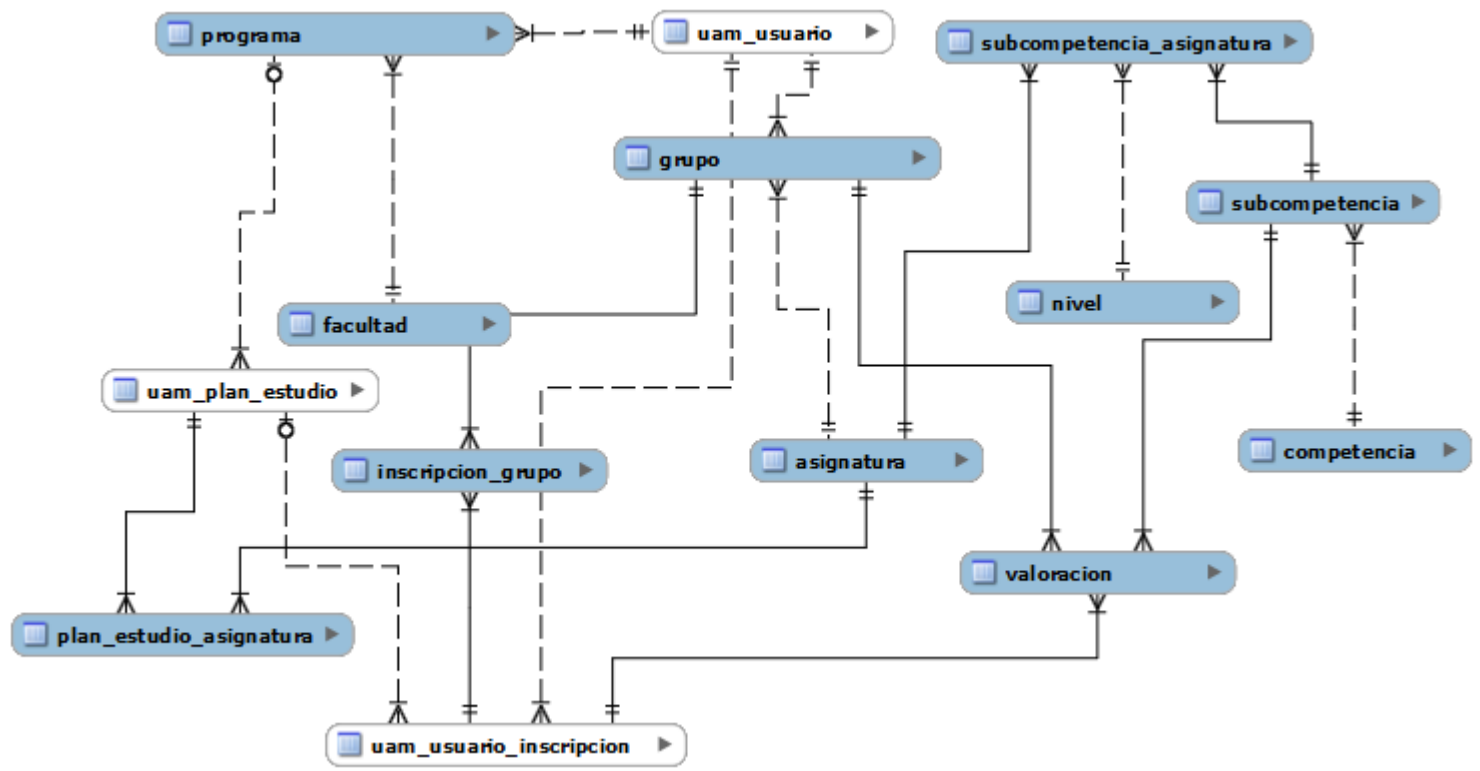 programa
uam_usuario
subcompetencia_asignatura
grupo
subcompetencia
nivel
facultad
uam_plan_estudio
inscripcion_grupo
asignatura
competencia
valoracion
plan_estudio_asignatura
uam_usuario_inscripcion